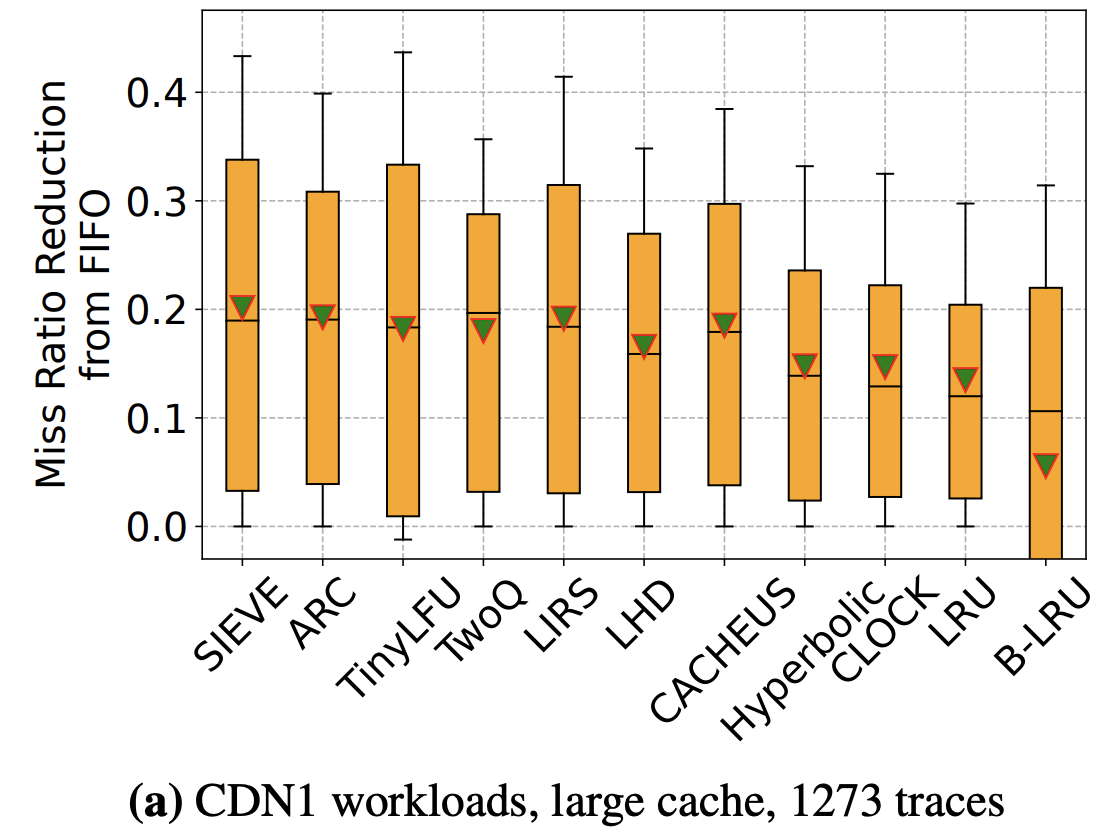 Miss Ratio Reduction
from FIFO
0.4
0.3
0.2
0.1
0.0
SIEVE
ARC
TinyLFU
TwoQ
LIRS
LHD
CACHEUS
Hyperbolic
CLOCK
LRU
B-LRU
(a) CDN1 workloads, large cache, 1273 traces